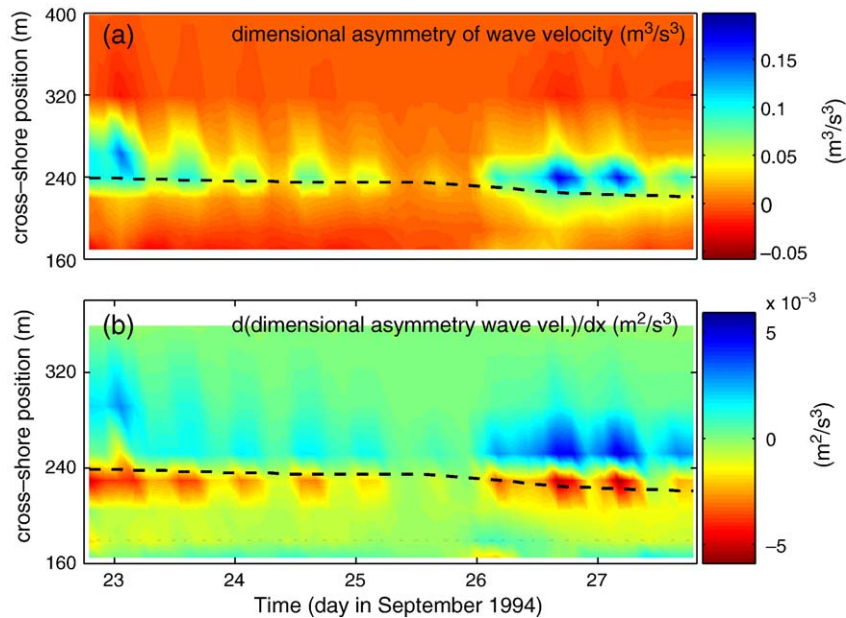 (a) dimensional asymmetry of wave velocity (m³/s³)
cross–shore position (m)
400
320
240
160
0.15
0.10
0.05
0
–0.05
(m³/s³)
(b) d(dimensional asymmetry wave vel.)/dx (m²/s³)
cross–shore position (m)
320
240
160
23 24 25 26 27
Time (day in September 1994)
x 10⁻³
5
0
–5
(m²/s³)